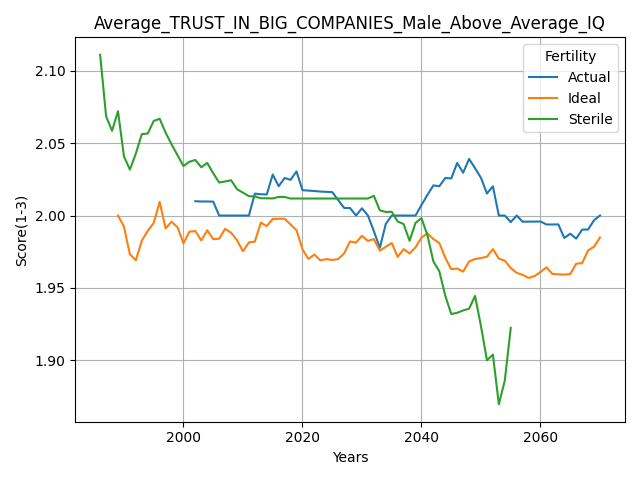 Average_TRUST_IN_BIG_COMPANIES_Male_Above_Average_IQ
Fertility
Actual
Ideal
Sterile
2.10
2.05
2.00
1.95
1.90
Score(1-3)
2000
2020
2040
2060
Years